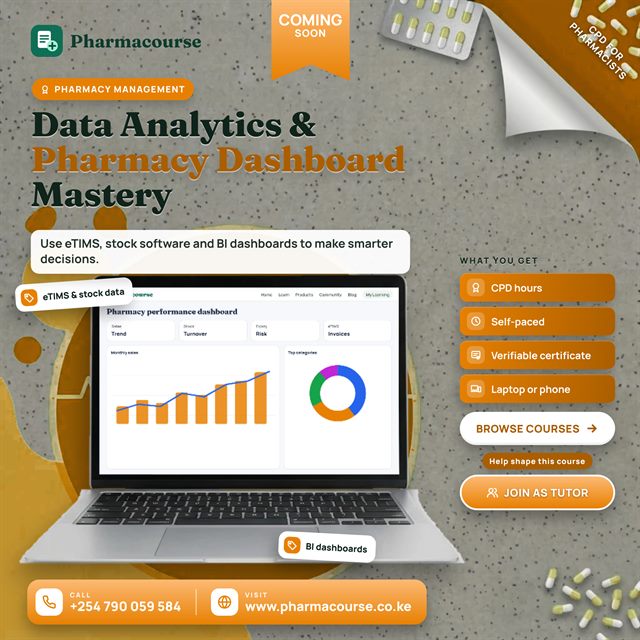 Pharmacourse
COMING
SOON
CPD FOR
PHARMACISTS
PHARMACY MANAGEMENT
Data Analytics &
Pharmacy Dashboard
Mastery
Use eTIMS, stock software and BI dashboards to make smarter
decisions.
eTIMS & stock data
course
Home Learn Products Community Blog My Learning
Pharmacy performance dashboard
Sales
Trend
Stock
Turnover
Expiry
Risk
eTIMS
Invoices
Monthly sales
Top categories
BI dashboards
WHAT YOU GET
CPD hours
Self-paced
Verifiable certificate
Laptop or phone
BROWSE COURSES
Help shape this course
JOIN AS TUTOR
CALL
+254 790 059 584
VISIT
www.pharmacourse.co.ke